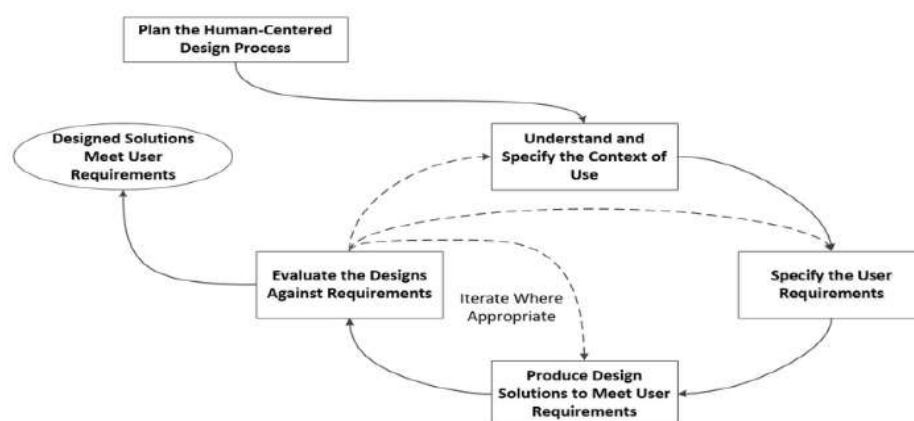 Plan the Human-Centered
Design Process
Designed Solutions
Meet User
Requirements
Understand and
Specify the Context of
Use
Evaluate the Designs
Against Requirements
Specify the User
Requirements
Iterate Where
Appropriate
Produce Design
Solutions to Meet User
Requirements